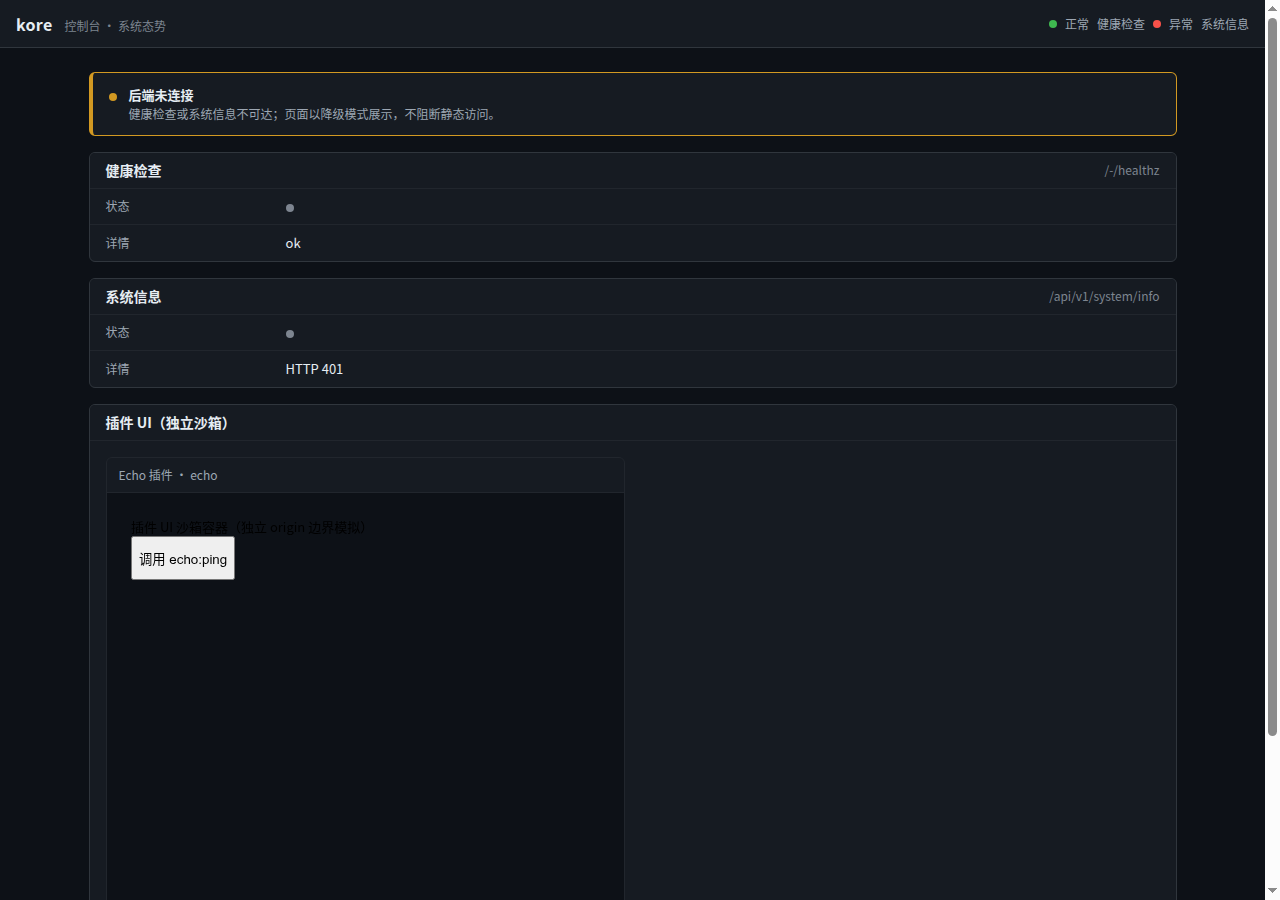 kore 控制台 · 系统态势
正常 健康检查 异常 系统信息
后端未连接
健康检查或系统信息不可达；页面以降级模式展示，不阻断静态访问。
健康检查 /-/healthz
状态
详情 ok
系统信息 /api/v1/system/info
状态
详情 HTTP 401
插件 UI（独立沙箱）
Echo 插件 · echo
插件 UI 沙箱容器（独立 origin 边界模拟）
调用 echo:ping